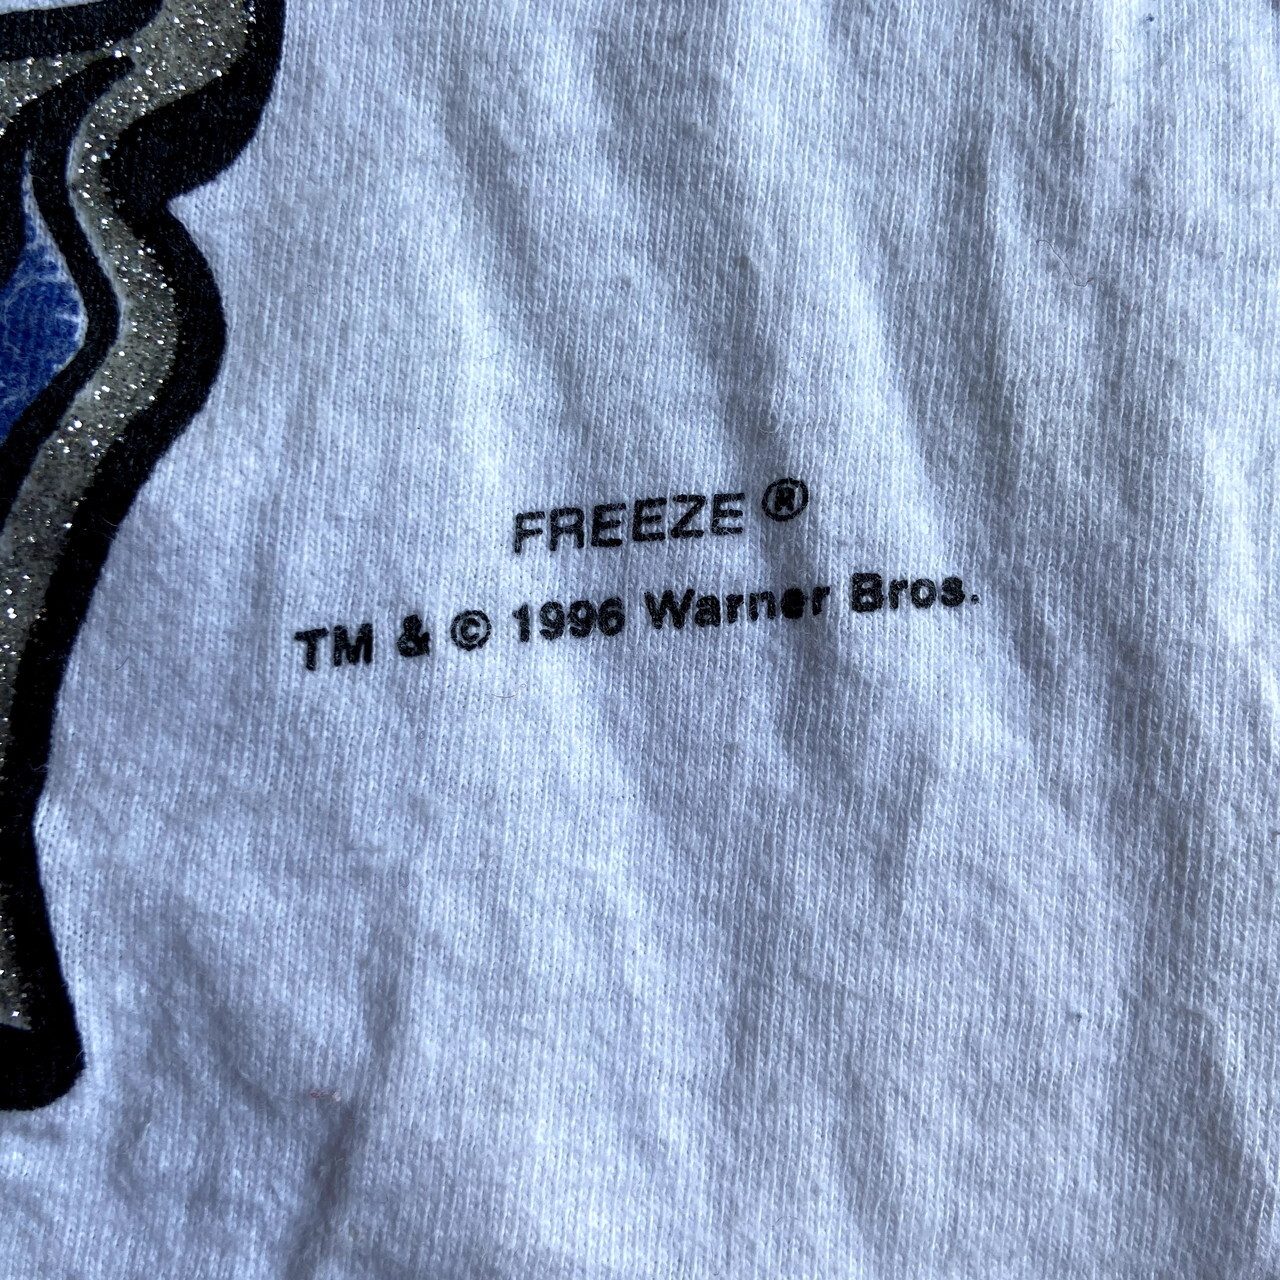 FREEZE ®
TM & © 1996 Warner Bros.